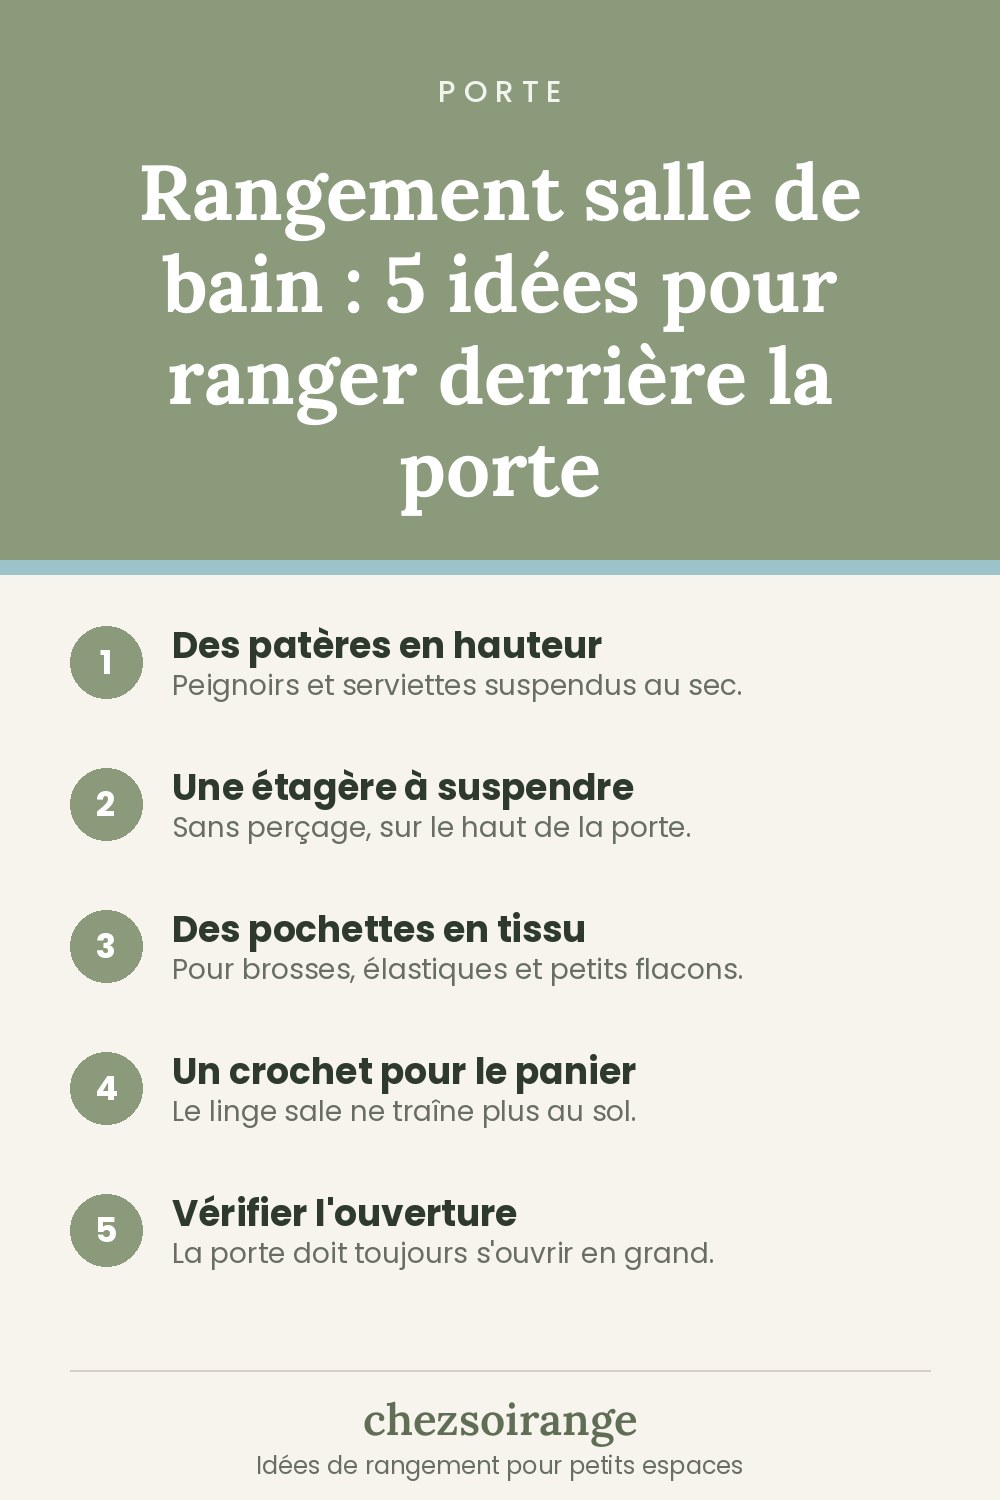 PORTE
Rangement salle de
bain : 5 idées pour
ranger derrière la
porte
1
Des patères en hauteur
Peignoirs et serviettes suspendus au sec.
2
Une étagère à suspendre
Sans perçage, sur le haut de la porte.
3
Des pochettes en tissu
Pour brosses, élastiques et petits flacons.
4
Un crochet pour le panier
Le linge sale ne traîne plus au sol.
5
Vérifier l'ouverture
La porte doit toujours s'ouvrir en grand.
chezsoirange
Idées de rangement pour petits espaces